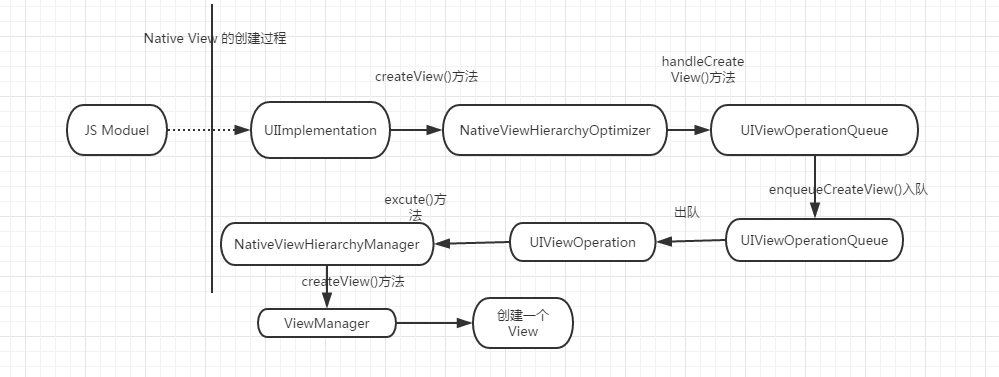 Native View 的创建过程
createView()方法
handleCreate
View()方法
JS Moduel
UIImplementation
NativeViewHierarchyOptimizer
UIViewOperationQueue
enqueueCreateView()入队
excute()方
法
出队
NativeViewHierarchyManager
UIViewOperation
UIViewOperationQueue
createView()方法
ViewManager
创建一个
View